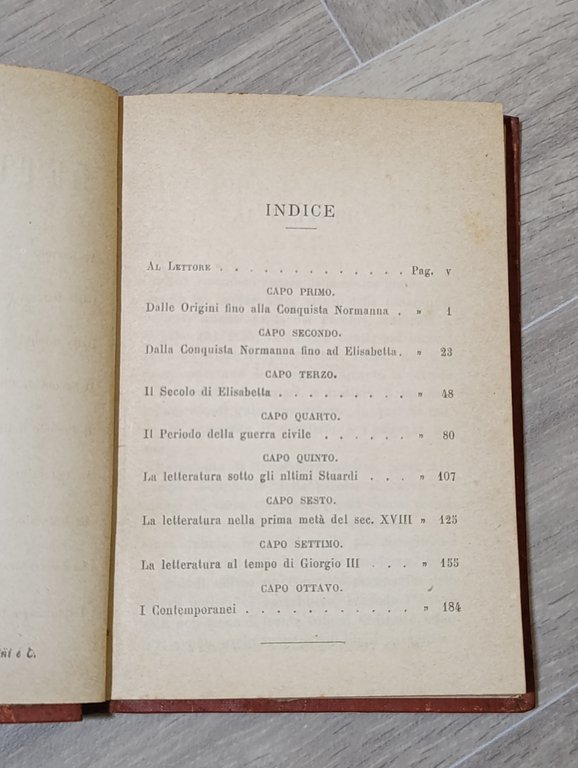 INDICE
AL LETTORE . . . . . . . . . . . . . Pag. V
CAPO PRIMO.
Dalle Origini fino alla Conquista Normanna . „ 1
CAPO SECONDO.
Dalla Conquista Normanna fino ad Elisabetta. „ 23
CAPO TERZO.
Il Secolo di Elisabetta . . . . . . . . . „ 48
CAPO QUARTO.
Il Periodo della guerra civile . . . . . . „ 80
CAPO QUINTO.
La letteratura sotto gli nltimi Stuardi . . . „ 107
CAPO SESTO.
La letteratura nella prima metà del sec. XVIII „ 125
CAPO SETTIMO.
La letteratura al tempo di Giorgio III . . . „ 155
CAPO OTTAVO.
I Contemporanei . . . . . . . . . . . „ 184